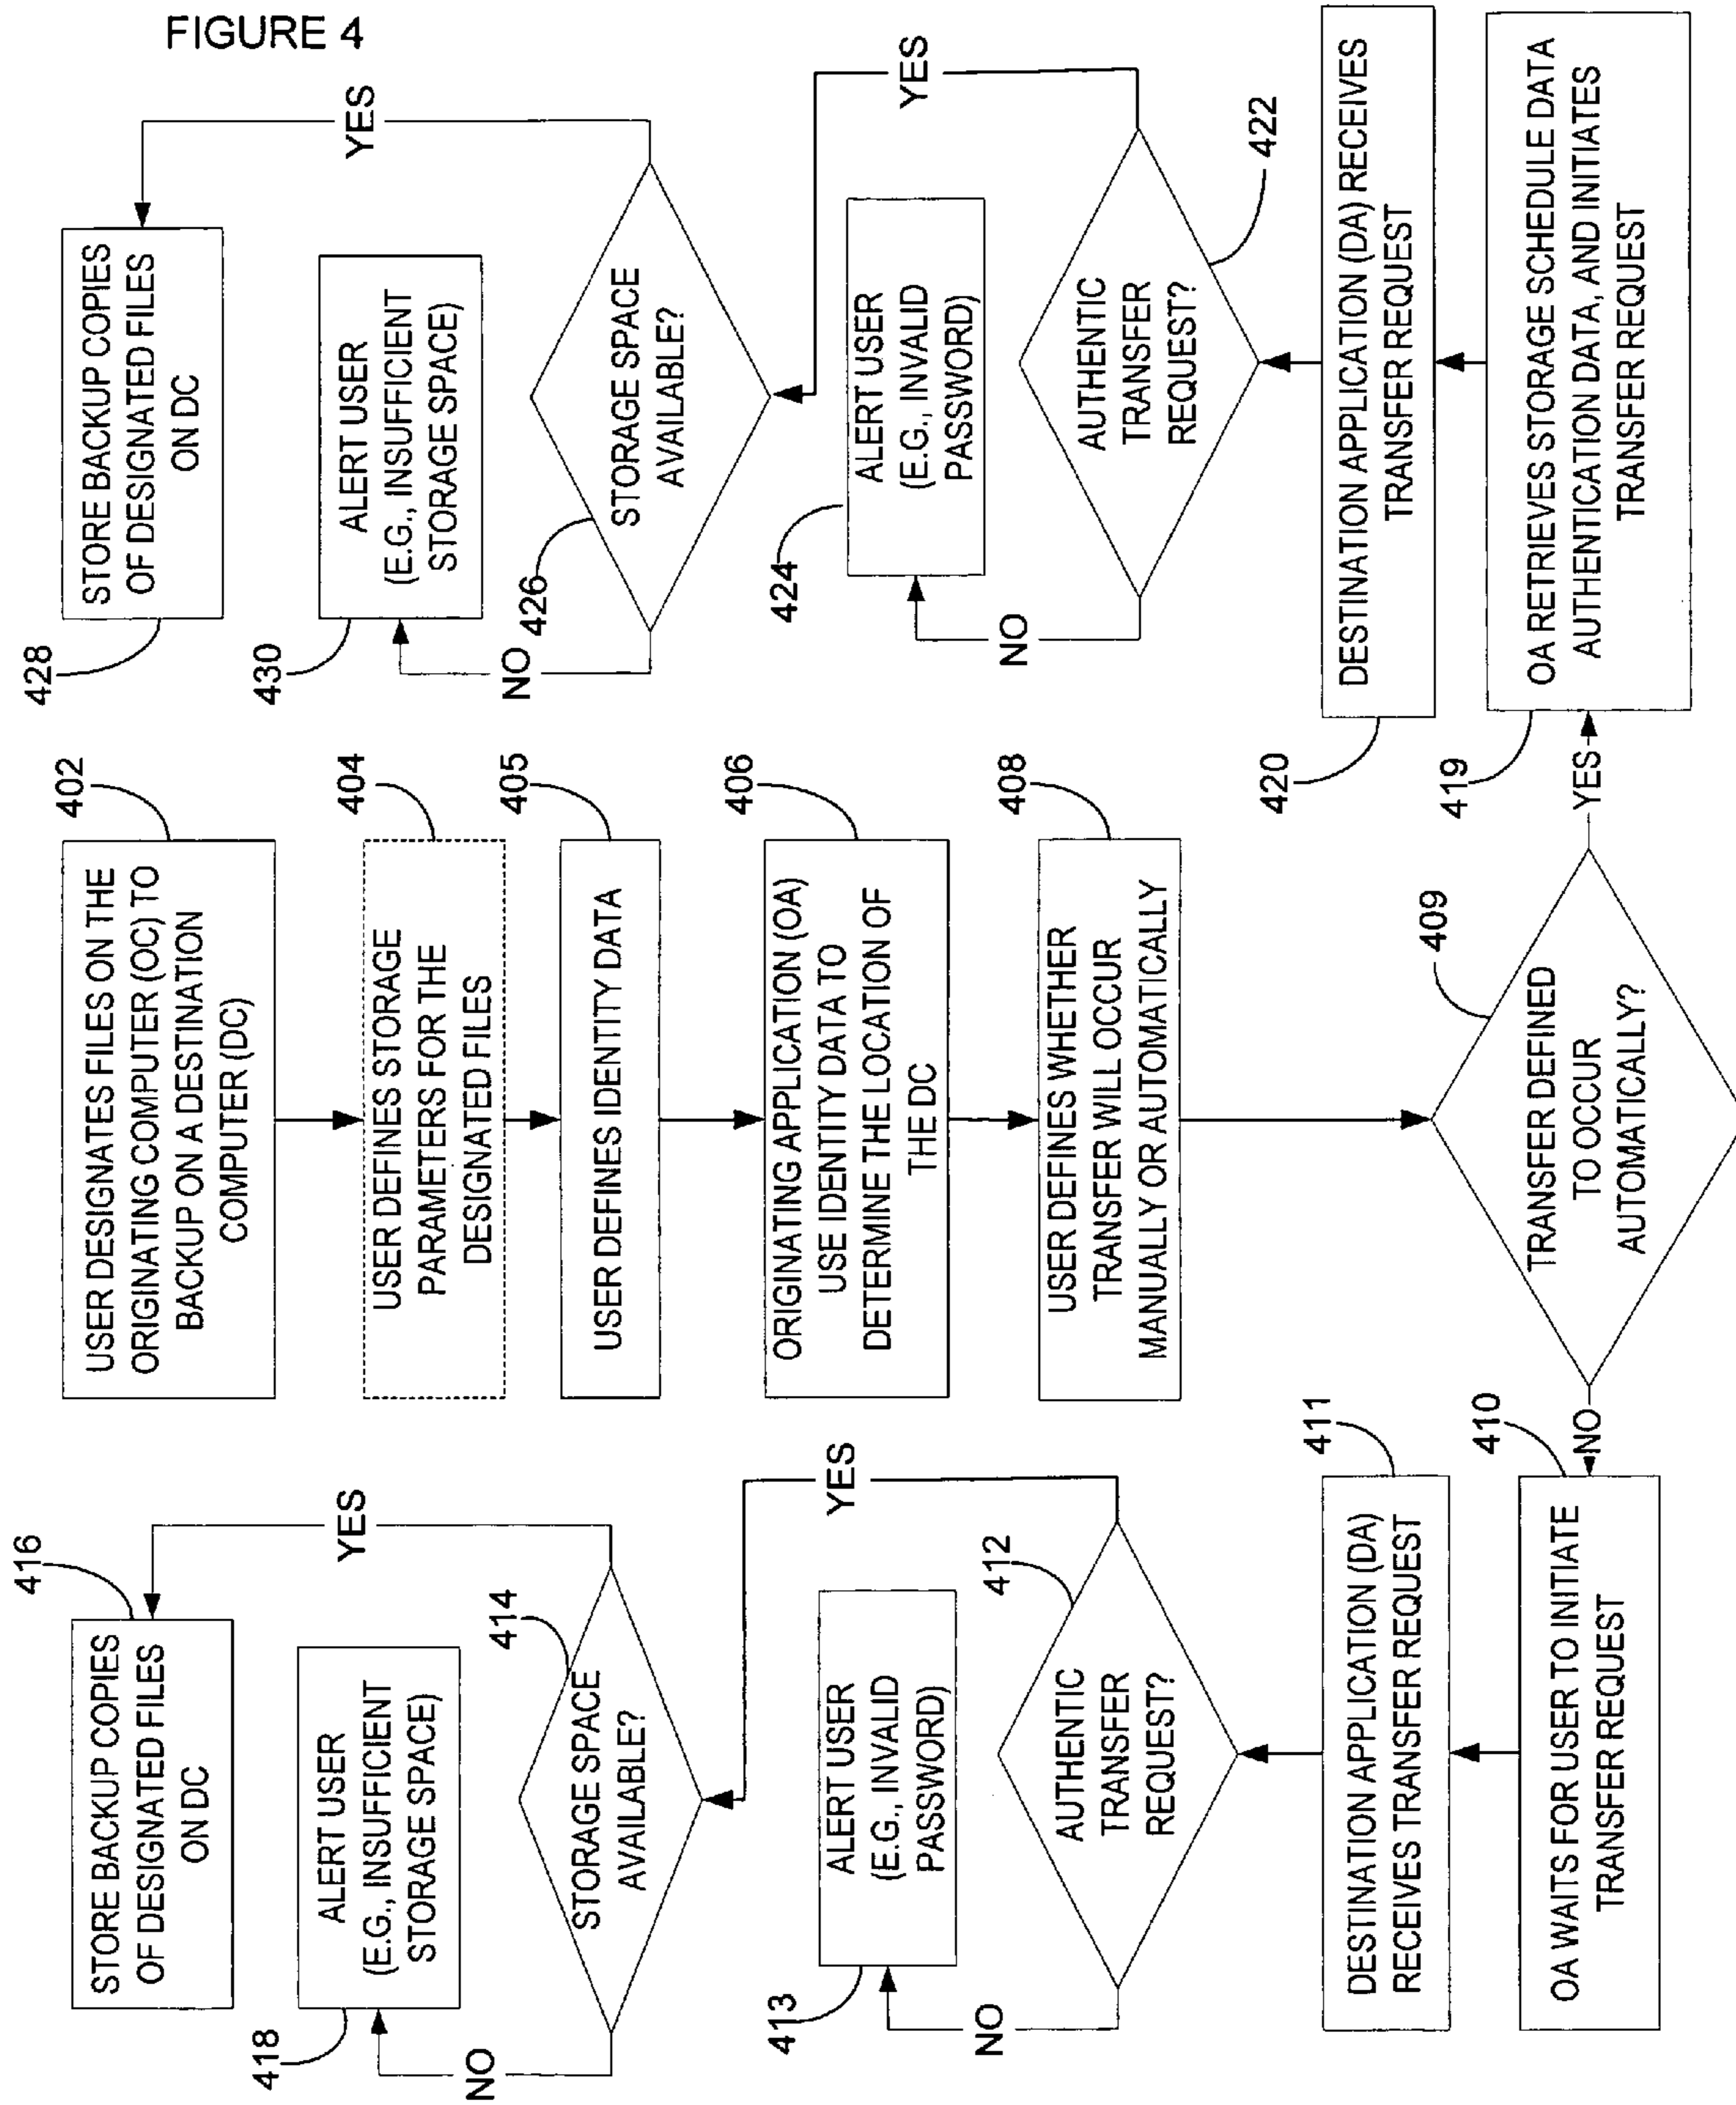 FIGURE 4
402
USER DESIGNATES FILES ON THE
ORIGINATING COMPUTER (OC) TO
BACKUP ON A DESTINATION
COMPUTER (DC)
404
USER DEFINES STORAGE
PARAMETERS FOR THE
DESIGNATED FILES
405
USER DEFINES IDENTITY DATA
406
ORIGINATING APPLICATION (OA)
USE IDENTITY DATA TO
DETERMINE THE LOCATION OF
THE DC
408
USER DEFINES WHETHER
TRANSFER WILL OCCUR
MANUALLY OR AUTOMATICALLY
409
TRANSFER DEFINED
TO OCCUR
AUTOMATICALLY?
NO
410
OA WAITS FOR USER TO INITIATE
TRANSFER REQUEST
411
DESTINATION APPLICATION (DA)
RECEIVES TRANSFER REQUEST
412
AUTHENTIC
TRANSFER
REQUEST?
NO
413
ALERT USER
(E.G., INVALID
PASSWORD)
YES
414
STORAGE SPACE
AVAILABLE?
NO
418
ALERT USER
(E.G., INSUFFICIENT
STORAGE SPACE)
YES
416
STORE BACKUP COPIES
OF DESIGNATED FILES
ON DC
YES
419
OA RETRIEVES STORAGE SCHEDULE DATA
AUTHENTICATION DATA, AND INITIATES
TRANSFER REQUEST
420
DESTINATION APPLICATION (DA) RECEIVES
TRANSFER REQUEST
422
AUTHENTIC
TRANSFER
REQUEST?
NO
424
ALERT USER
(E.G., INVALID
PASSWORD)
YES
426
STORAGE SPACE
AVAILABLE?
NO
430
ALERT USER
(E.G., INSUFFICIENT
STORAGE SPACE)
YES
428
STORE BACKUP COPIES
OF DESIGNATED FILES
ON DC